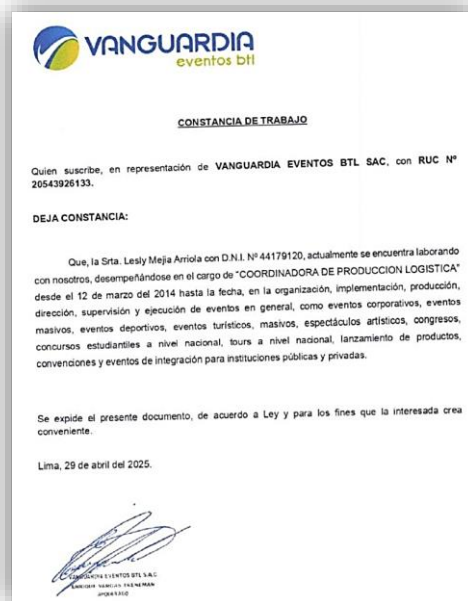 VANGUARDIA
eventos btl
CONSTANCIA DE TRABAJO
Quien suscribe, en representación de VANGUARDIA EVENTOS BTL SAC, con RUC Nº
20543926133.
DEJA CONSTANCIA:
Que, la Srta. Lesly Mejia Arriola con D.N.I. Nº 44179120, actualmente se encuentra laborando
con nosotros, desempeñándose en el cargo de "COORDINADORA DE PRODUCCION LOGISTICA"
desde el 12 de marzo del 2014 hasta la fecha, en la organización, implementación, producción,
dirección, supervisión y ejecución de eventos en general, como eventos corporativos, eventos
masivos, eventos deportivos, eventos turísticos, masivos, espectáculos artísticos, congresos,
concursos estudiantiles a nivel nacional, tours a nivel nacional, lanzamiento de productos,
convenciones y eventos de integración para instituciones públicas y privadas.
Se expide el presente documento, de acuerdo a Ley y para los fines que la interesada crea
conveniente.
Lima, 29 de abril del 2025.
VANGUARDIA EVENTOS BTL S.A.C
ENRIQUE VARGAS
APODERADO